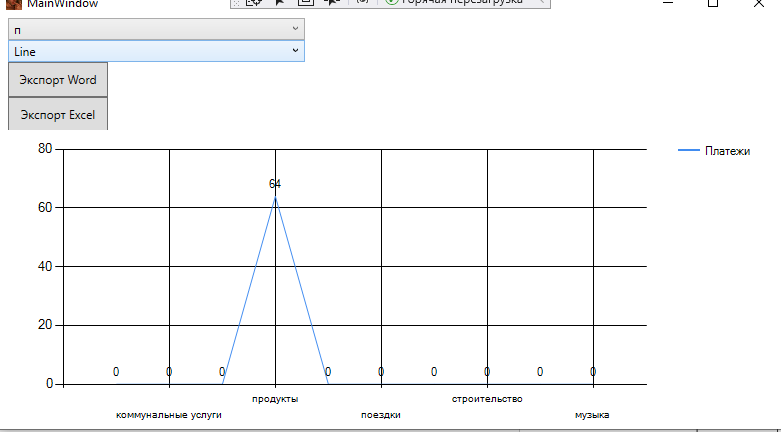 MainWindow
Горячая перезагрузка
п
Line
Экспорт Word
Экспорт Excel
80
60
40
20
0
64
0 0 0 0 0 0 0 0 0
Платежи
продукты строительство
коммунальные услуги поездки музыка